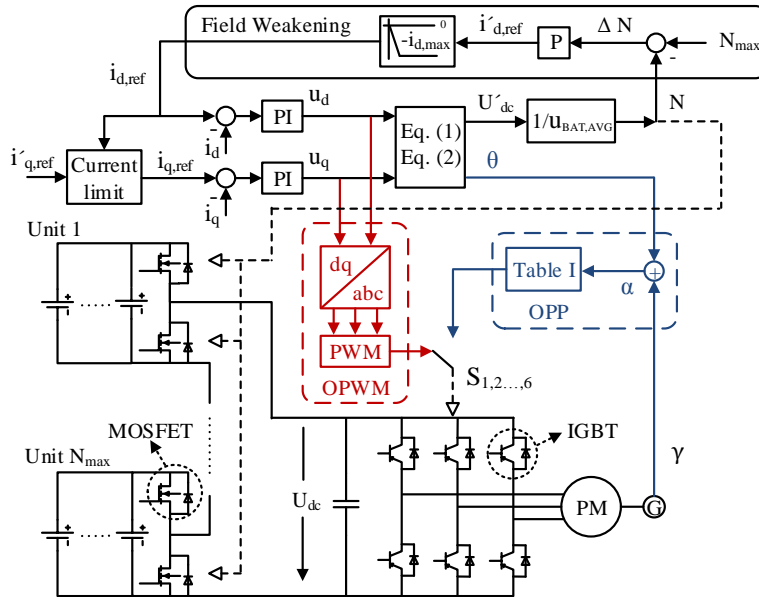 Field Weakening
0
-i_d,max
i´_d,ref
P
Δ N
N_max
-
i_d,ref
N
u_d
PI
-
i_d
U´_dc
1/u_BAT,AVG
Eq. (1)
Eq. (2)
i´_q,ref
Current
limit
i_q,ref
-
i_q
PI
u_q
θ
Unit 1
+
+
dq
abc
PWM
OPWM
Table I
α
+
OPP
S_1,2...,6
MOSFET
IGBT
Unit N_max
+
+
U_dc
γ
PM
G